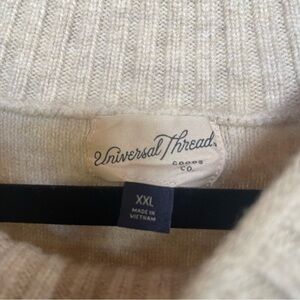 Universal Thread
GOODS
CO.
XXL
MADE IN
VIETNAM